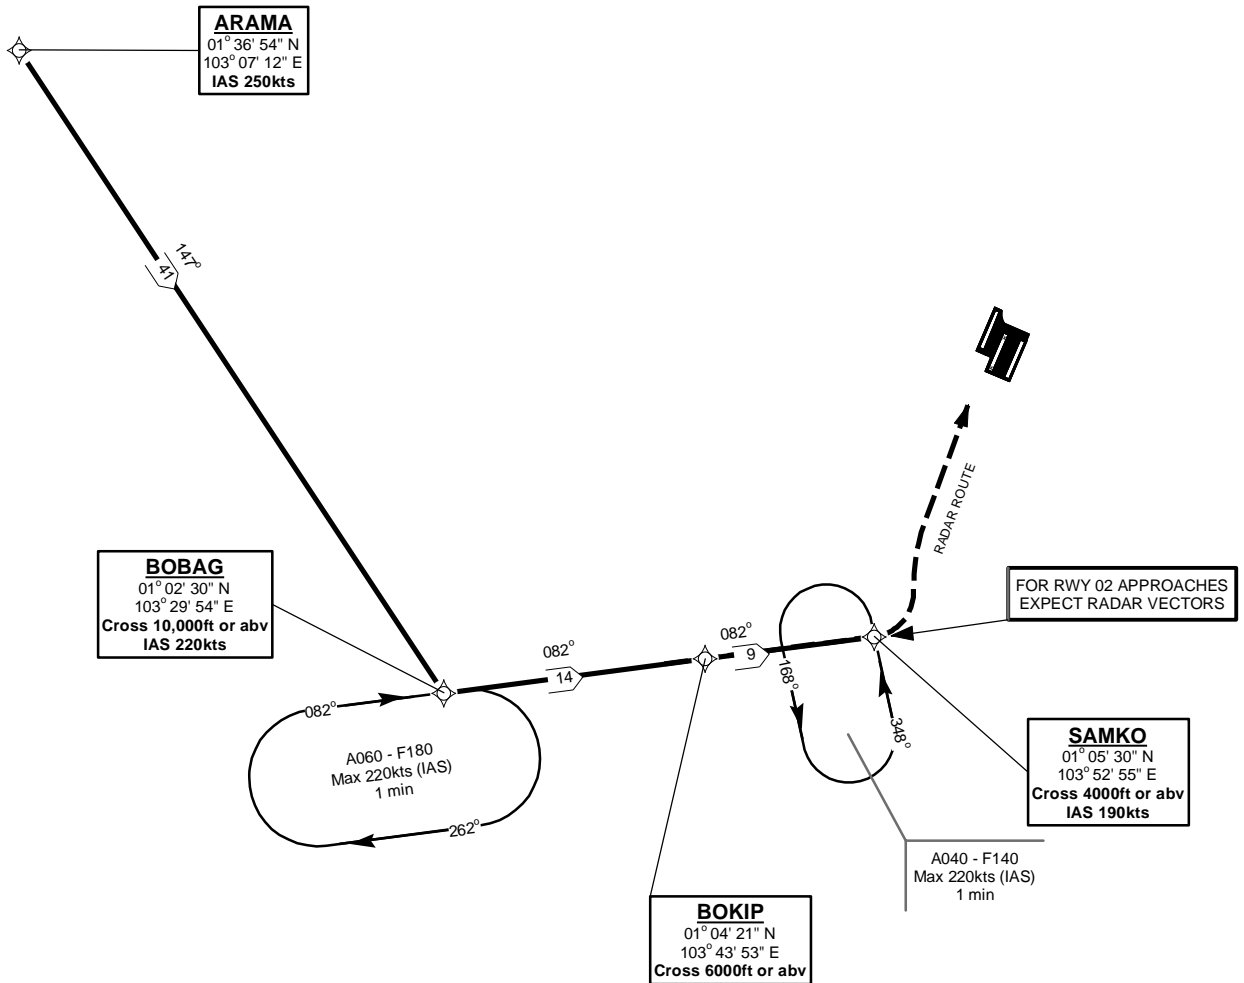 ARAMA
01° 36' 54" N
103° 07' 12" E
IAS 250kts
147°
41
RADAR ROUTE
BOBAG
01° 02' 30" N
103° 29' 54" E
Cross 10,000ft or abv
IAS 220kts
FOR RWY 02 APPROACHES
EXPECT RADAR VECTORS
082°
14
082°
9
168°
348°
082°
A060 - F180
Max 220kts (IAS)
1 min
262°
SAMKO
01° 05' 30" N
103° 52' 55" E
Cross 4000ft or abv
IAS 190kts
A040 - F140
Max 220kts (IAS)
1 min
BOKIP
01° 04' 21" N
103° 43' 53" E
Cross 6000ft or abv